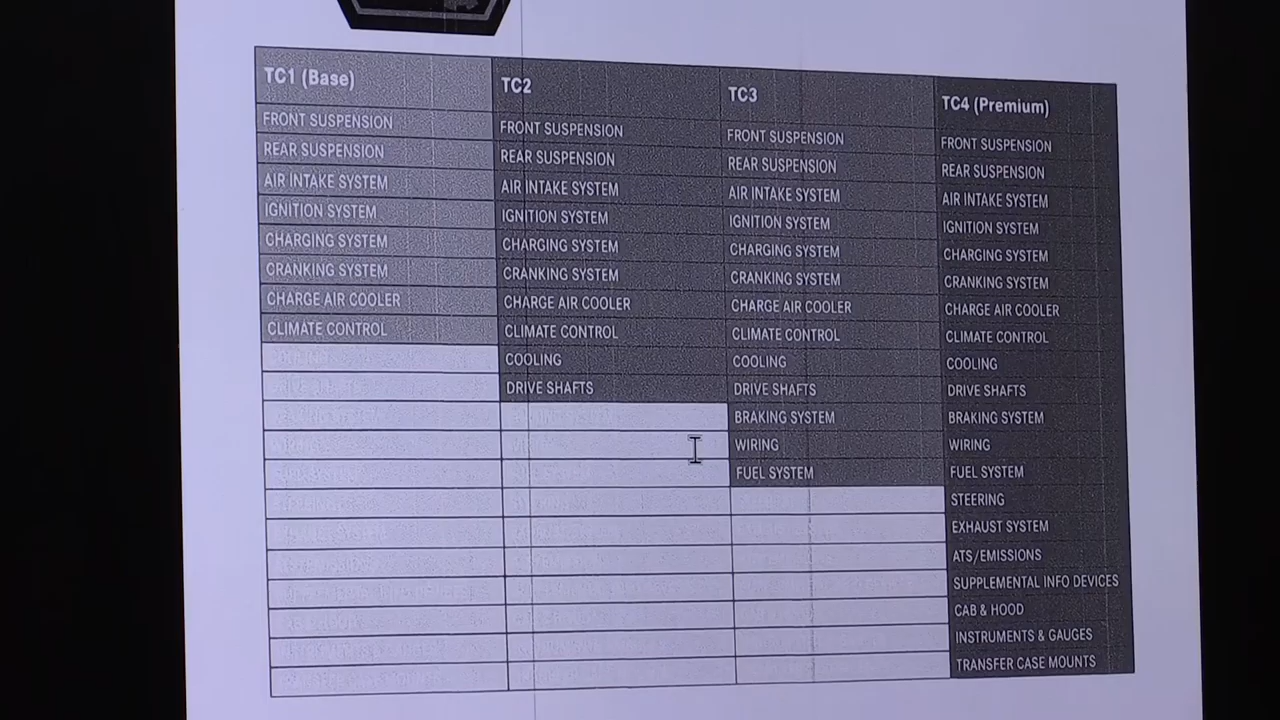 TC1 (Base) TC2 TC3 TC4 (Premium)
FRONT SUSPENSION FRONT SUSPENSION FRONT SUSPENSION FRONT SUSPENSION
REAR SUSPENSION REAR SUSPENSION REAR SUSPENSION REAR SUSPENSION
AIR INTAKE SYSTEM AIR INTAKE SYSTEM AIR INTAKE SYSTEM AIR INTAKE SYSTEM
IGNITION SYSTEM IGNITION SYSTEM IGNITION SYSTEM IGNITION SYSTEM
CHARGING SYSTEM CHARGING SYSTEM CHARGING SYSTEM CHARGING SYSTEM
CRANKING SYSTEM CRANKING SYSTEM CRANKING SYSTEM CRANKING SYSTEM
CHARGE AIR COOLER CHARGE AIR COOLER CHARGE AIR COOLER CHARGE AIR COOLER
CLIMATE CONTROL CLIMATE CONTROL CLIMATE CONTROL CLIMATE CONTROL
COOLING COOLING COOLING
DRIVE SHAFTS DRIVE SHAFTS DRIVE SHAFTS
BRAKING SYSTEM BRAKING SYSTEM
WIRING WIRING
FUEL SYSTEM FUEL SYSTEM
STEERING
EXHAUST SYSTEM
ATS/EMISSIONS
SUPPLEMENTAL INFO DEVICES
CAB & HOOD
INSTRUMENTS & GAUGES
TRANSFER CASE MOUNTS